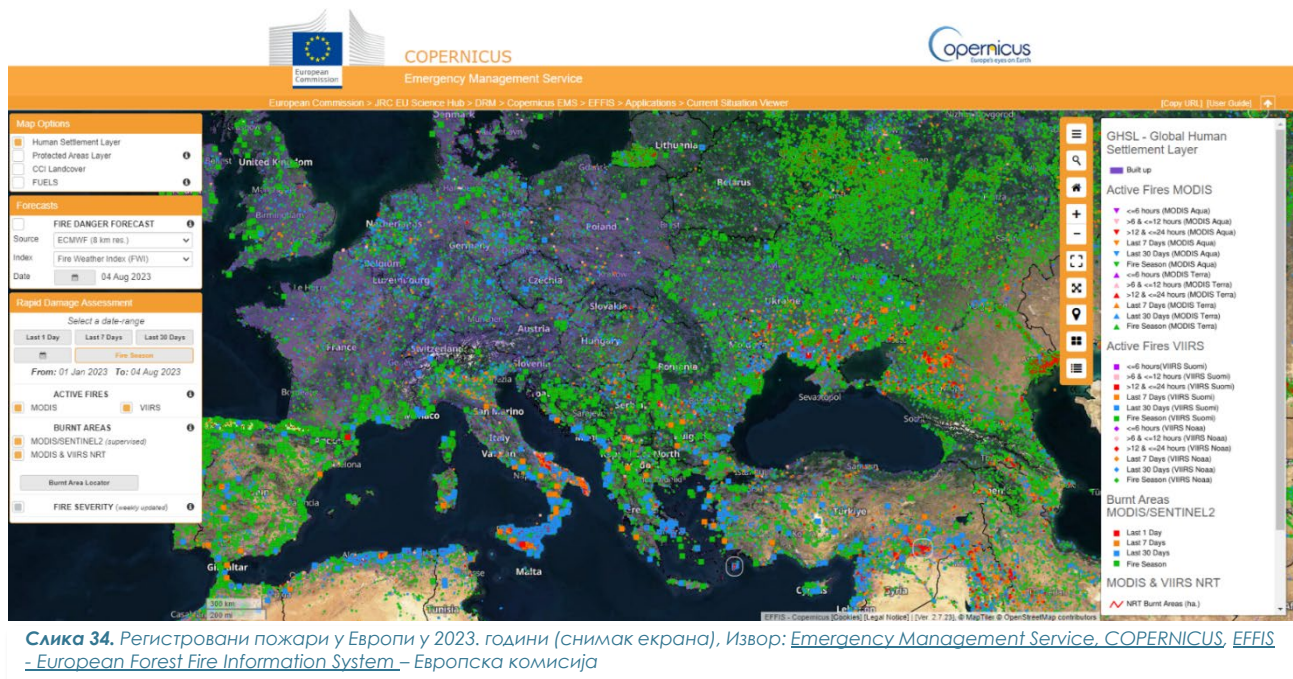 European
Commission
COPERNICUS
Emergency Management Service
opernicus
Europe's eyes on Earth
European Commission > JRC EU Science Hub > DRM > Copernicus EMS > EFFIS > Applications > Current Situation Viewer
[Copy URL] [User Guide]
Map Options
Human Settlement Layer
Protected Areas Layer
CCI Landcover
FUELS
Forecasts
FIRE DANGER FORECAST
Source ECMWF (8 km res.)
Index Fire Weather Index (FWI)
Date 04 Aug 2023
Rapid Damage Assessment
Select a date-range
Last 1 Day Last 7 Days Last 30 Days
Fire Season
From: 01 Jan 2023 To: 04 Aug 2023
ACTIVE FIRES
MODIS VIIRS
BURNT AREAS
MODIS/SENTINEL2 (supervised)
MODIS & VIIRS NRT
Burnt Area Locator
FIRE SEVERITY (weekly updated)
Denmark
Lithuania
United Kingdom
Belarus
Birmingham
Netherlands
Poland
Germany
Belgium
Luxembourg
Czechia
Slovakia
Ukraine
Austria
France
Switzerland
Hungary
Slovenia
Romania
Sevastopol
San Marino
Italy
North
Türkiye
Malta
Tunisia
300 km
200 mi
EFFIS - Copernicus [Cookies] [Legal Notice] | [Ver. 2.7.23], © MapTiler © OpenStreetMap contributors
GHSL - Global Human
Settlement Layer
Built up
Active Fires MODIS
<=6 hours (MODIS Aqua)
>6 & <=12 hours (MODIS Aqua)
>12 & <=24 hours (MODIS Aqua)
Last 7 Days (MODIS Aqua)
Last 30 Days (MODIS Aqua)
Fire Season (MODIS Aqua)
<=6 hours (MODIS Terra)
>6 & <=12 hours (MODIS Terra)
>12 & <=24 hours (MODIS Terra)
Last 7 Days (MODIS Terra)
Last 30 Days (MODIS Terra)
Fire Season (MODIS Terra)
Active Fires VIIRS
<=6 hours(VIIRS Suomi)
>6 & <=12 hours (VIIRS Suomi)
>12 & <=24 hours (VIIRS Suomi)
Last 7 Days (VIIRS Suomi)
Last 30 Days (VIIRS Suomi)
Fire Season (VIIRS Suomi)
<=6 hours (VIIRS Noaa)
>6 & <=12 hours (VIIRS Noaa)
>12 & <=24 hours (VIIRS Noaa)
Last 7 Days (VIIRS Noaa)
Last 30 Days (VIIRS Noaa)
Fire Season (VIIRS Noaa)
Burnt Areas
MODIS/SENTINEL2
Last 1 Day
Last 7 Days
Last 30 Days
Fire Season
MODIS & VIIRS NRT
NRT Burnt Areas (ha.)
Слика 34. Регистровани пожари у Европи у 2023. години (снимак екрана), Извор: Emergency Management Service, COPERNICUS, EFFIS
- European Forest Fire Information System – Европска комисија